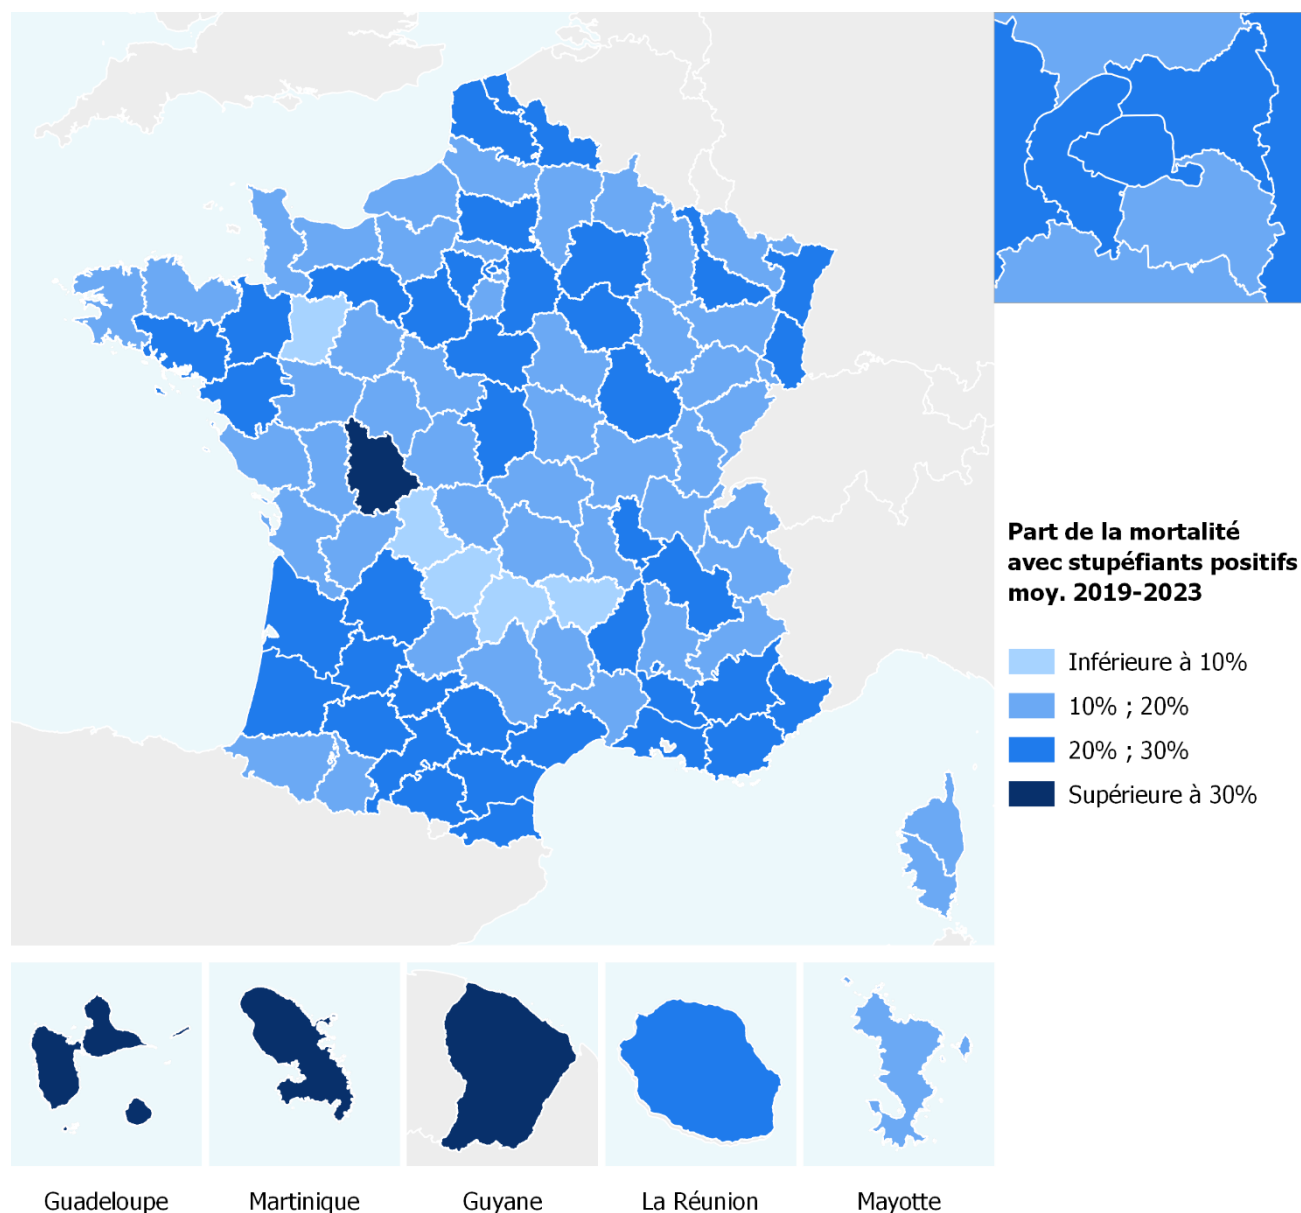 Part de la mortalité
avec stupéfiants positifs
moy. 2019-2023
Inférieure à 10%
10% ; 20%
20% ; 30%
Supérieure à 30%
Guadeloupe
Martinique
Guyane
La Réunion
Mayotte